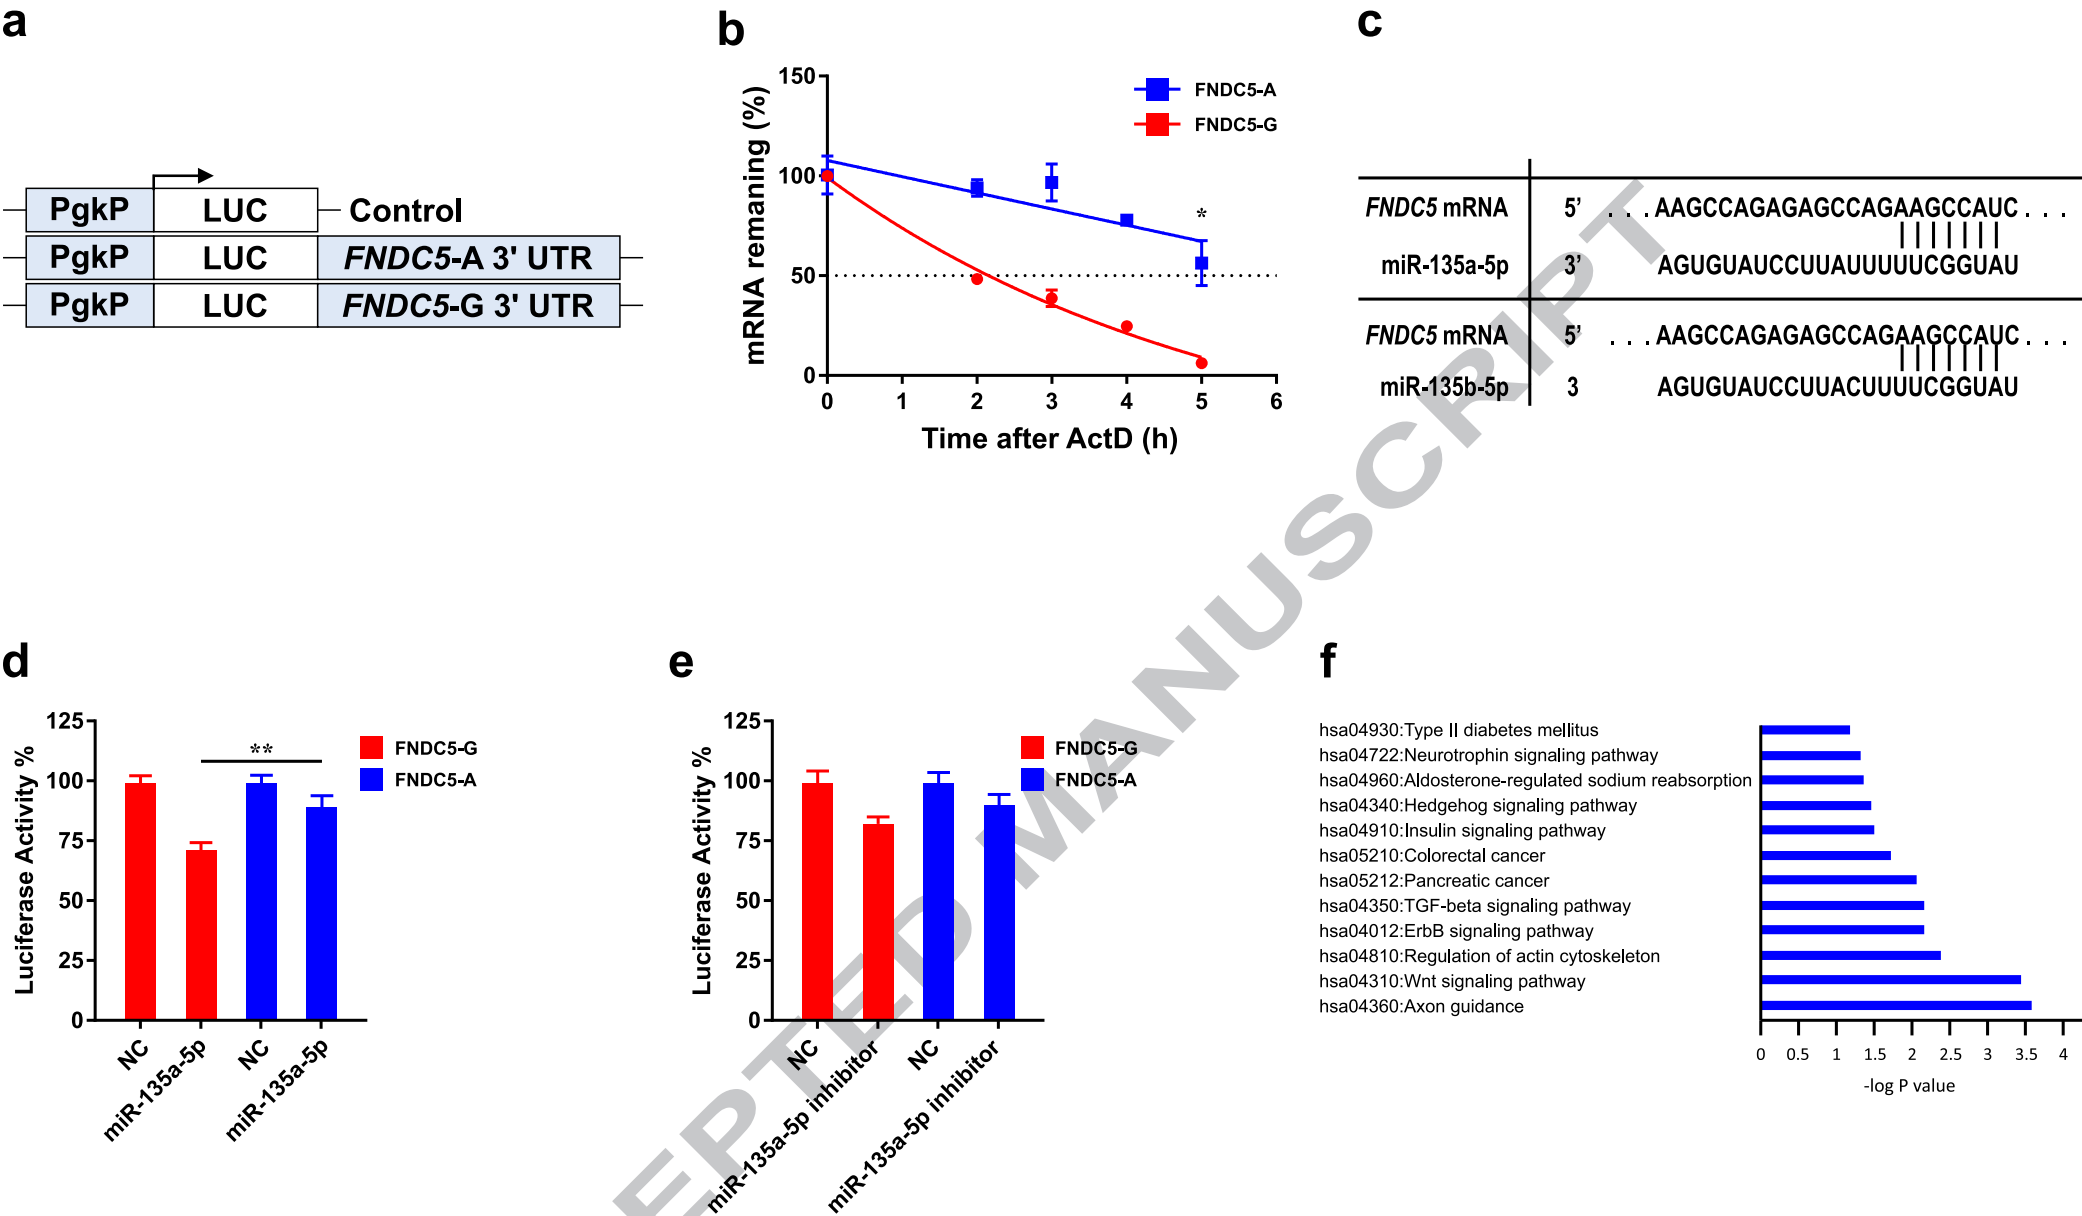 a
PgkP LUC Control
PgkP LUC FNDC5-A 3' UTR
PgkP LUC FNDC5-G 3' UTR
b
mRNA remaining (%)
150
100
50
0
0 1 2 3 4 5 6
Time after ActD (h)
FNDC5-A
FNDC5-G
*
c
FNDC5 mRNA 5’ . . . AAGCCAGAGAGCCAGAAGCCAUC . . .
miR-135a-5p 3’ AGUGUAUCCUUAUUUUUCGGUAU
FNDC5 mRNA 5’ . . . AAGCCAGAGAGCCAGAAGCCAUC . . .
miR-135b-5p 3 AGUGUAUCCUUACUUUUCGGUAU
d
Luciferase Activity %
125
100
75
50
25
0
**
FNDC5-G
FNDC5-A
NC
miR-135a-5p
NC
miR-135a-5p
e
Luciferase Activity %
125
100
75
50
25
0
FNDC5-G
FNDC5-A
NC
miR-135a-5p inhibitor
NC
miR-135a-5p inhibitor
f
hsa04930:Type II diabetes mellitus
hsa04722:Neurotrophin signaling pathway
hsa04960:Aldosterone-regulated sodium reabsorption
hsa04340:Hedgehog signaling pathway
hsa04910:Insulin signaling pathway
hsa05210:Colorectal cancer
hsa05212:Pancreatic cancer
hsa04350:TGF-beta signaling pathway
hsa04012:ErbB signaling pathway
hsa04810:Regulation of actin cytoskeleton
hsa04310:Wnt signaling pathway
hsa04360:Axon guidance
0 0.5 1 1.5 2 2.5 3 3.5 4
-log P value
EPTED MANUSCRIPT